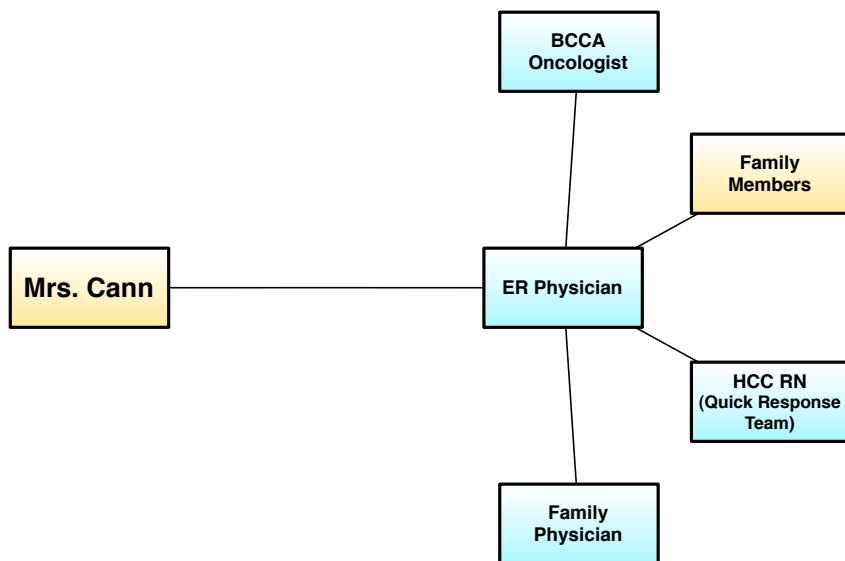 BCCA
Oncologist
Family
Members
Mrs. Cann
ER Physician
HCC RN
(Quick Response
Team)
Family
Physician